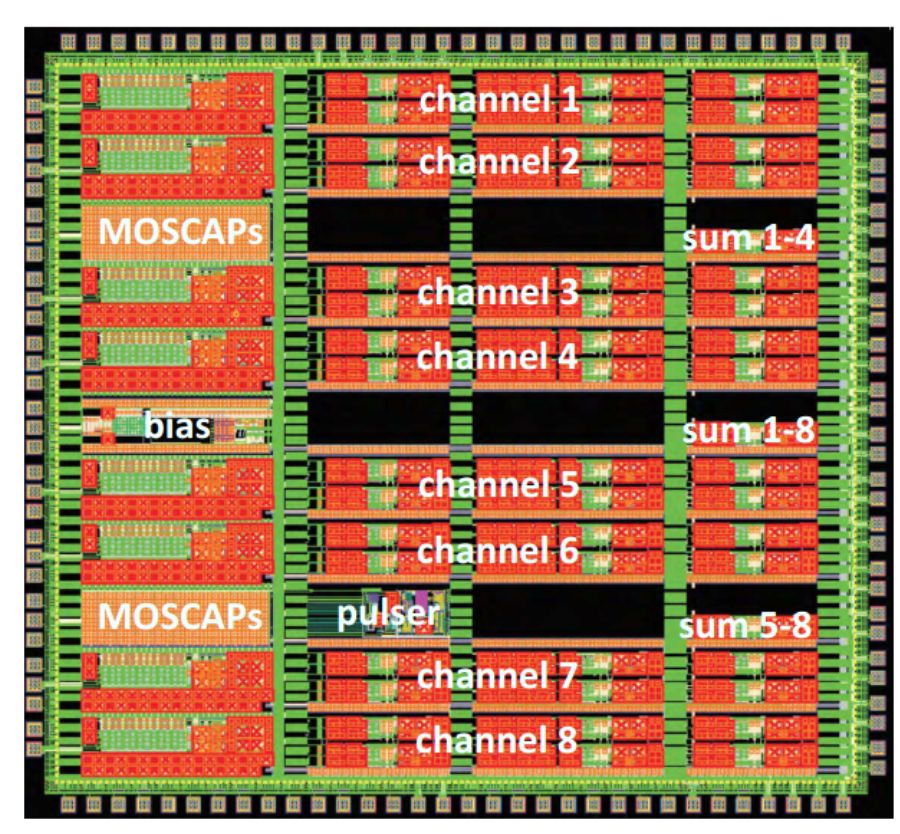 channel 1
channel 2
MOSCAPs
sum 1-4
channel 3
channel 4
bias
sum 1-8
channel 5
channel 6
MOSCAPs
pulser
sum 5-8
channel 7
channel 8